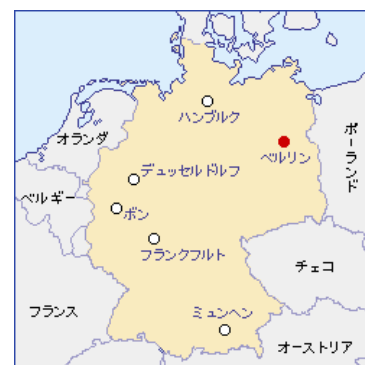 ハンブルク
オランダ
ベルリン
ポーランド
デュッセルドルフ
ベルギー
ボン
フランクフルト
チェコ
フランス
ミュンヘン
オーストリア